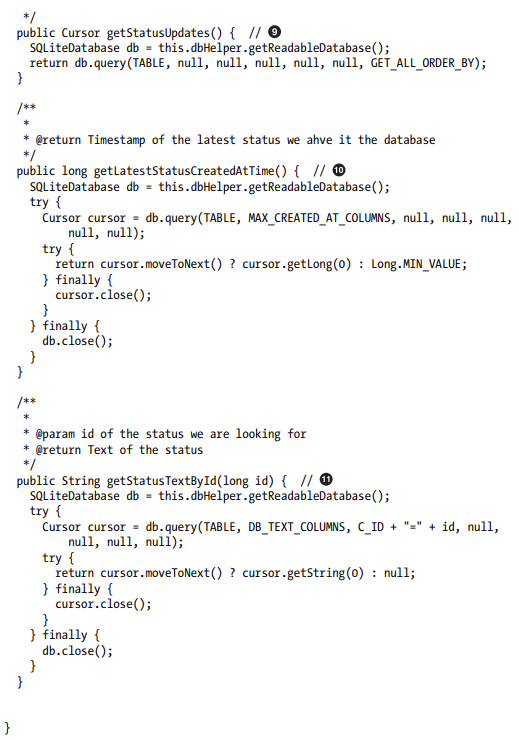 */
  public Cursor getStatusUpdates() {  // ❾
    SQLiteDatabase db = this.dbHelper.getReadableDatabase();
    return db.query(TABLE, null, null, null, null, null, GET_ALL_ORDER_BY);
  }

  /**
   *
   * @return Timestamp of the latest status we ahve it the database
   */
  public long getLatestStatusCreatedAtTime() {  // ❿
    SQLiteDatabase db = this.dbHelper.getReadableDatabase();
    try {
      Cursor cursor = db.query(TABLE, MAX_CREATED_AT_COLUMNS, null, null, null,
          null, null);
      try {
        return cursor.moveToNext() ? cursor.getLong(0) : Long.MIN_VALUE;
      } finally {
        cursor.close();
      }
    } finally {
      db.close();
    }
  }

  /**
   *
   * @param id of the status we are looking for
   * @return Text of the status
   */
  public String getStatusTextById(long id) {  // ⓫
    SQLiteDatabase db = this.dbHelper.getReadableDatabase();
    try {
      Cursor cursor = db.query(TABLE, DB_TEXT_COLUMNS, C_ID + "=" + id, null,
          null, null, null);
      try {
        return cursor.moveToNext() ? cursor.getString(0) : null;
      } finally {
        cursor.close();
      }
    } finally {
      db.close();
    }
  }

}